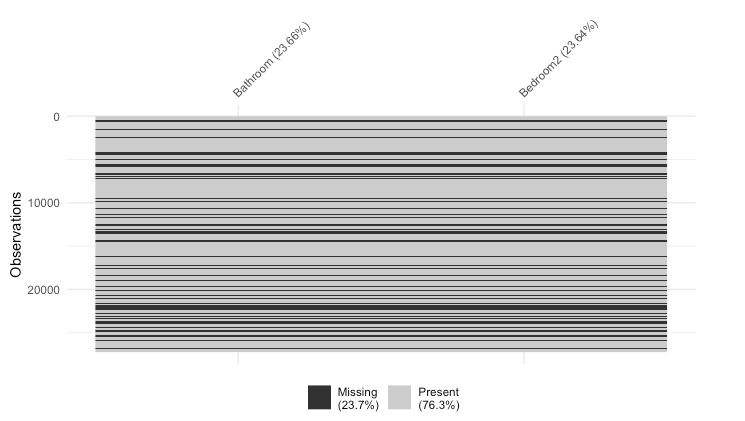 Bathroom (23.66%)
Bedroom2 (23.64%)
0
10000
20000
Observations
Missing
(23.7%)
Present
(76.3%)